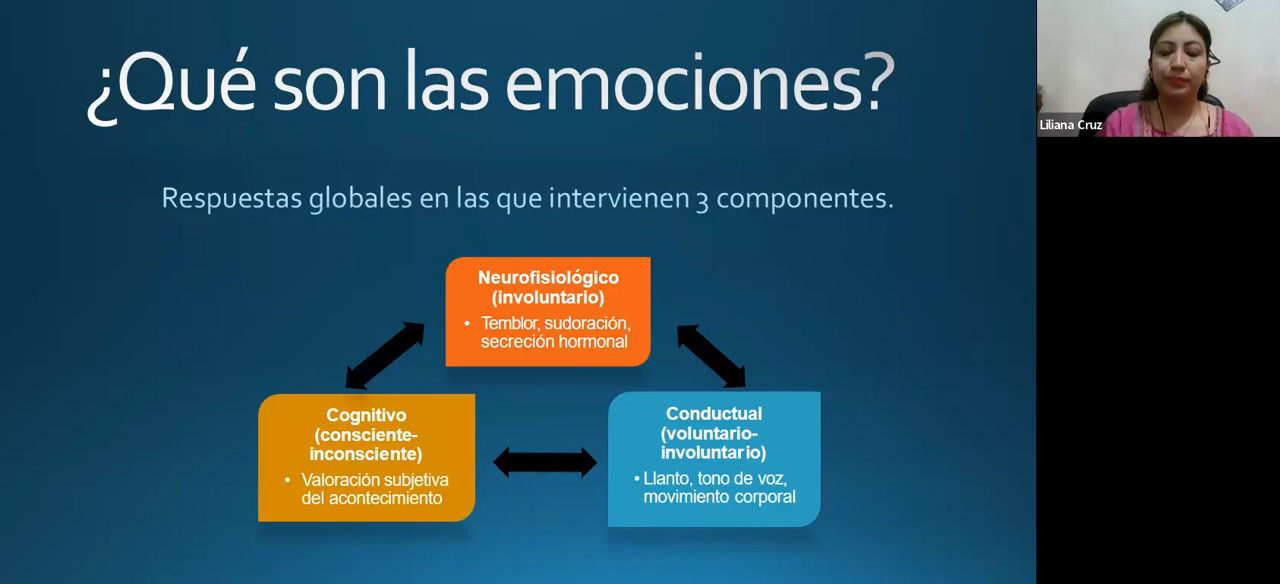 ¿Qué son las emociones?
Respuestas globales en las que intervienen 3 componentes.
Neurofisiológico
(involuntario)
• Temblor, sudoración,
secreción hormonal
Cognitivo
(consciente-
inconsciente)
• Valoración subjetiva
del acontecimiento
Conductual
(voluntario-
involuntario)
• Llanto, tono de voz,
movimiento corporal
Liliana Cruz